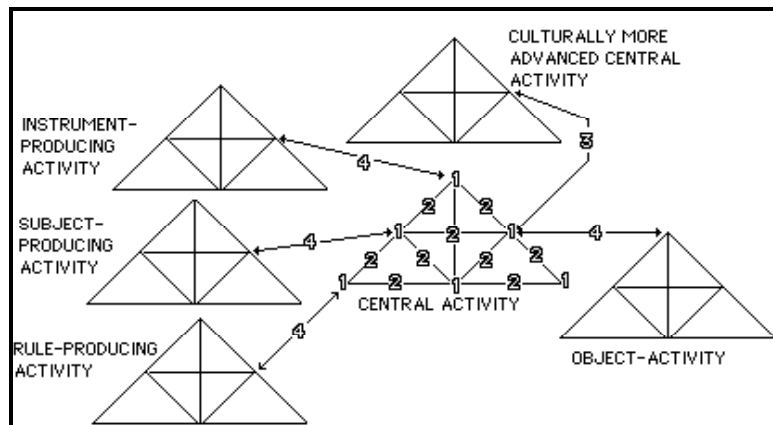 CULTURALLY MORE
ADVANCED CENTRAL
ACTIVITY
INSTRUMENT-
PRODUCING
ACTIVITY
4
3
1
2 2
SUBJECT-
PRODUCING
ACTIVITY
4
1 2 1
4
2 2 2 2
1 2 1 2 1
CENTRAL ACTIVITY
4
RULE-PRODUCING
ACTIVITY
OBJECT-ACTIVITY